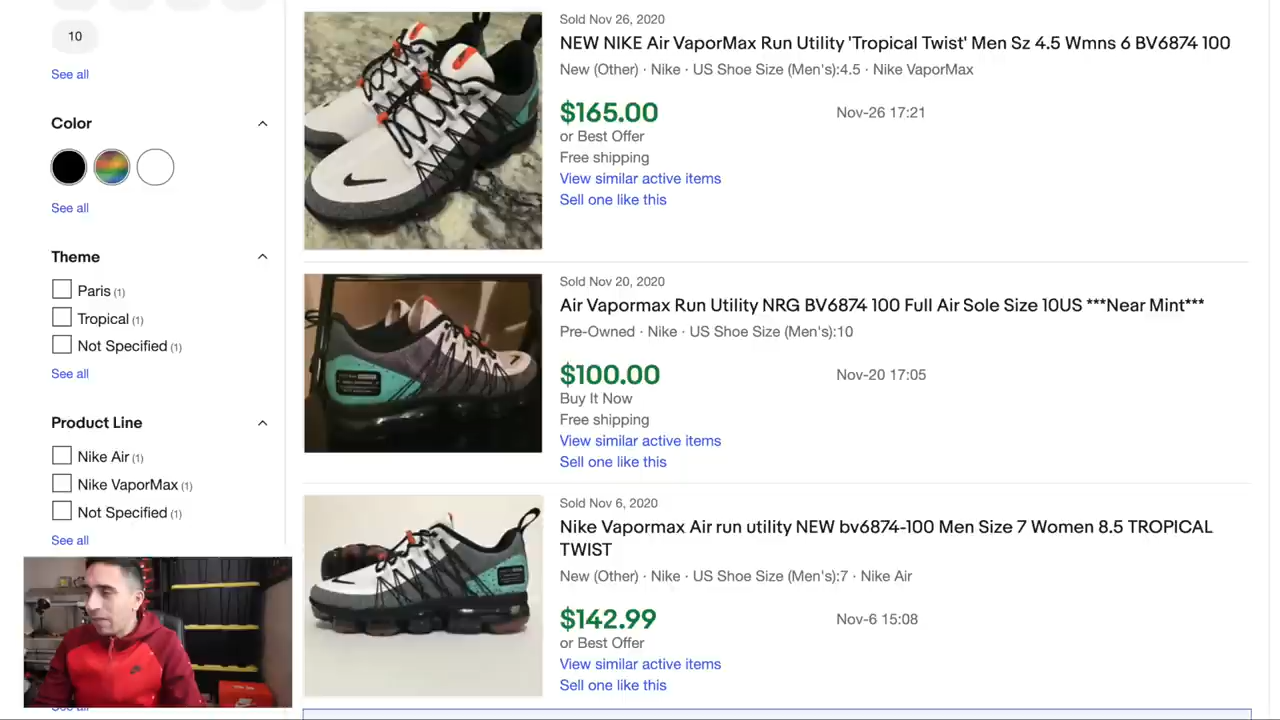 10
See all
Color
See all
Theme
Paris (1)
Tropical (1)
Not Specified (1)
See all
Product Line
Nike Air (1)
Nike VaporMax (1)
Not Specified (1)
See all
Sold Nov 26, 2020
NEW NIKE Air VaporMax Run Utility 'Tropical Twist' Men Sz 4.5 Wmns 6 BV6874 100
New (Other) · Nike · US Shoe Size (Men's):4.5 · Nike VaporMax
$165.00
Nov-26 17:21
or Best Offer
Free shipping
View similar active items
Sell one like this
Sold Nov 20, 2020
Air Vapormax Run Utility NRG BV6874 100 Full Air Sole Size 10US ***Near Mint***
Pre-Owned · Nike · US Shoe Size (Men's):10
$100.00
Nov-20 17:05
Buy It Now
Free shipping
View similar active items
Sell one like this
Sold Nov 6, 2020
Nike Vapormax Air run utility NEW bv6874-100 Men Size 7 Women 8.5 TROPICAL
TWIST
New (Other) · Nike · US Shoe Size (Men's):7 · Nike Air
$142.99
Nov-6 15:08
or Best Offer
View similar active items
Sell one like this